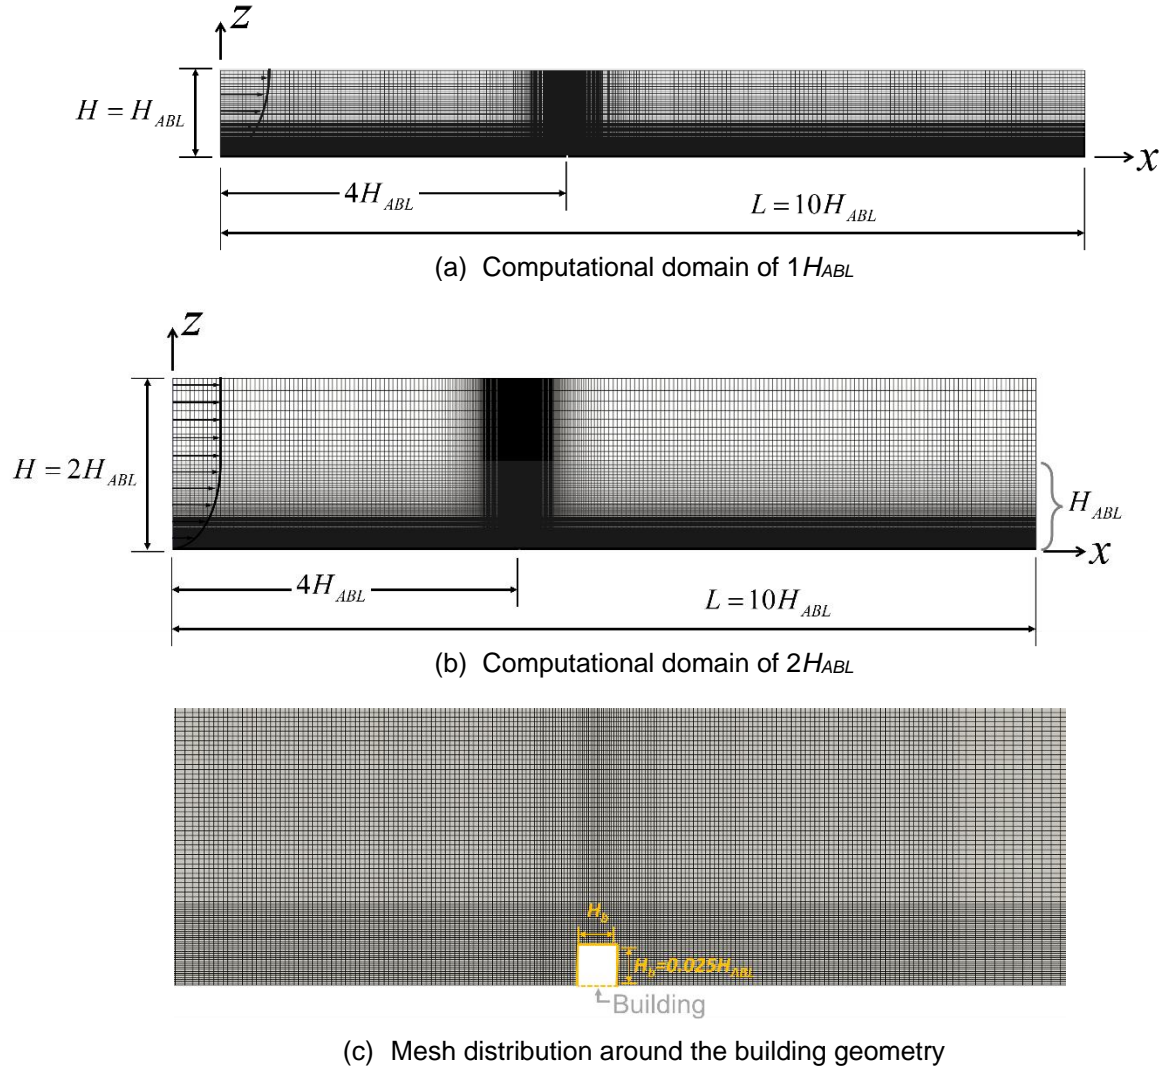 z
H = H_ABL
x
4H_ABL
L = 10H_ABL
(a) Computational domain of 1H_ABL
z
H = 2H_ABL
H_ABL
x
4H_ABL
L = 10H_ABL
(b) Computational domain of 2H_ABL
H_b
H_b=0.025H_ABL
Building
(c) Mesh distribution around the building geometry